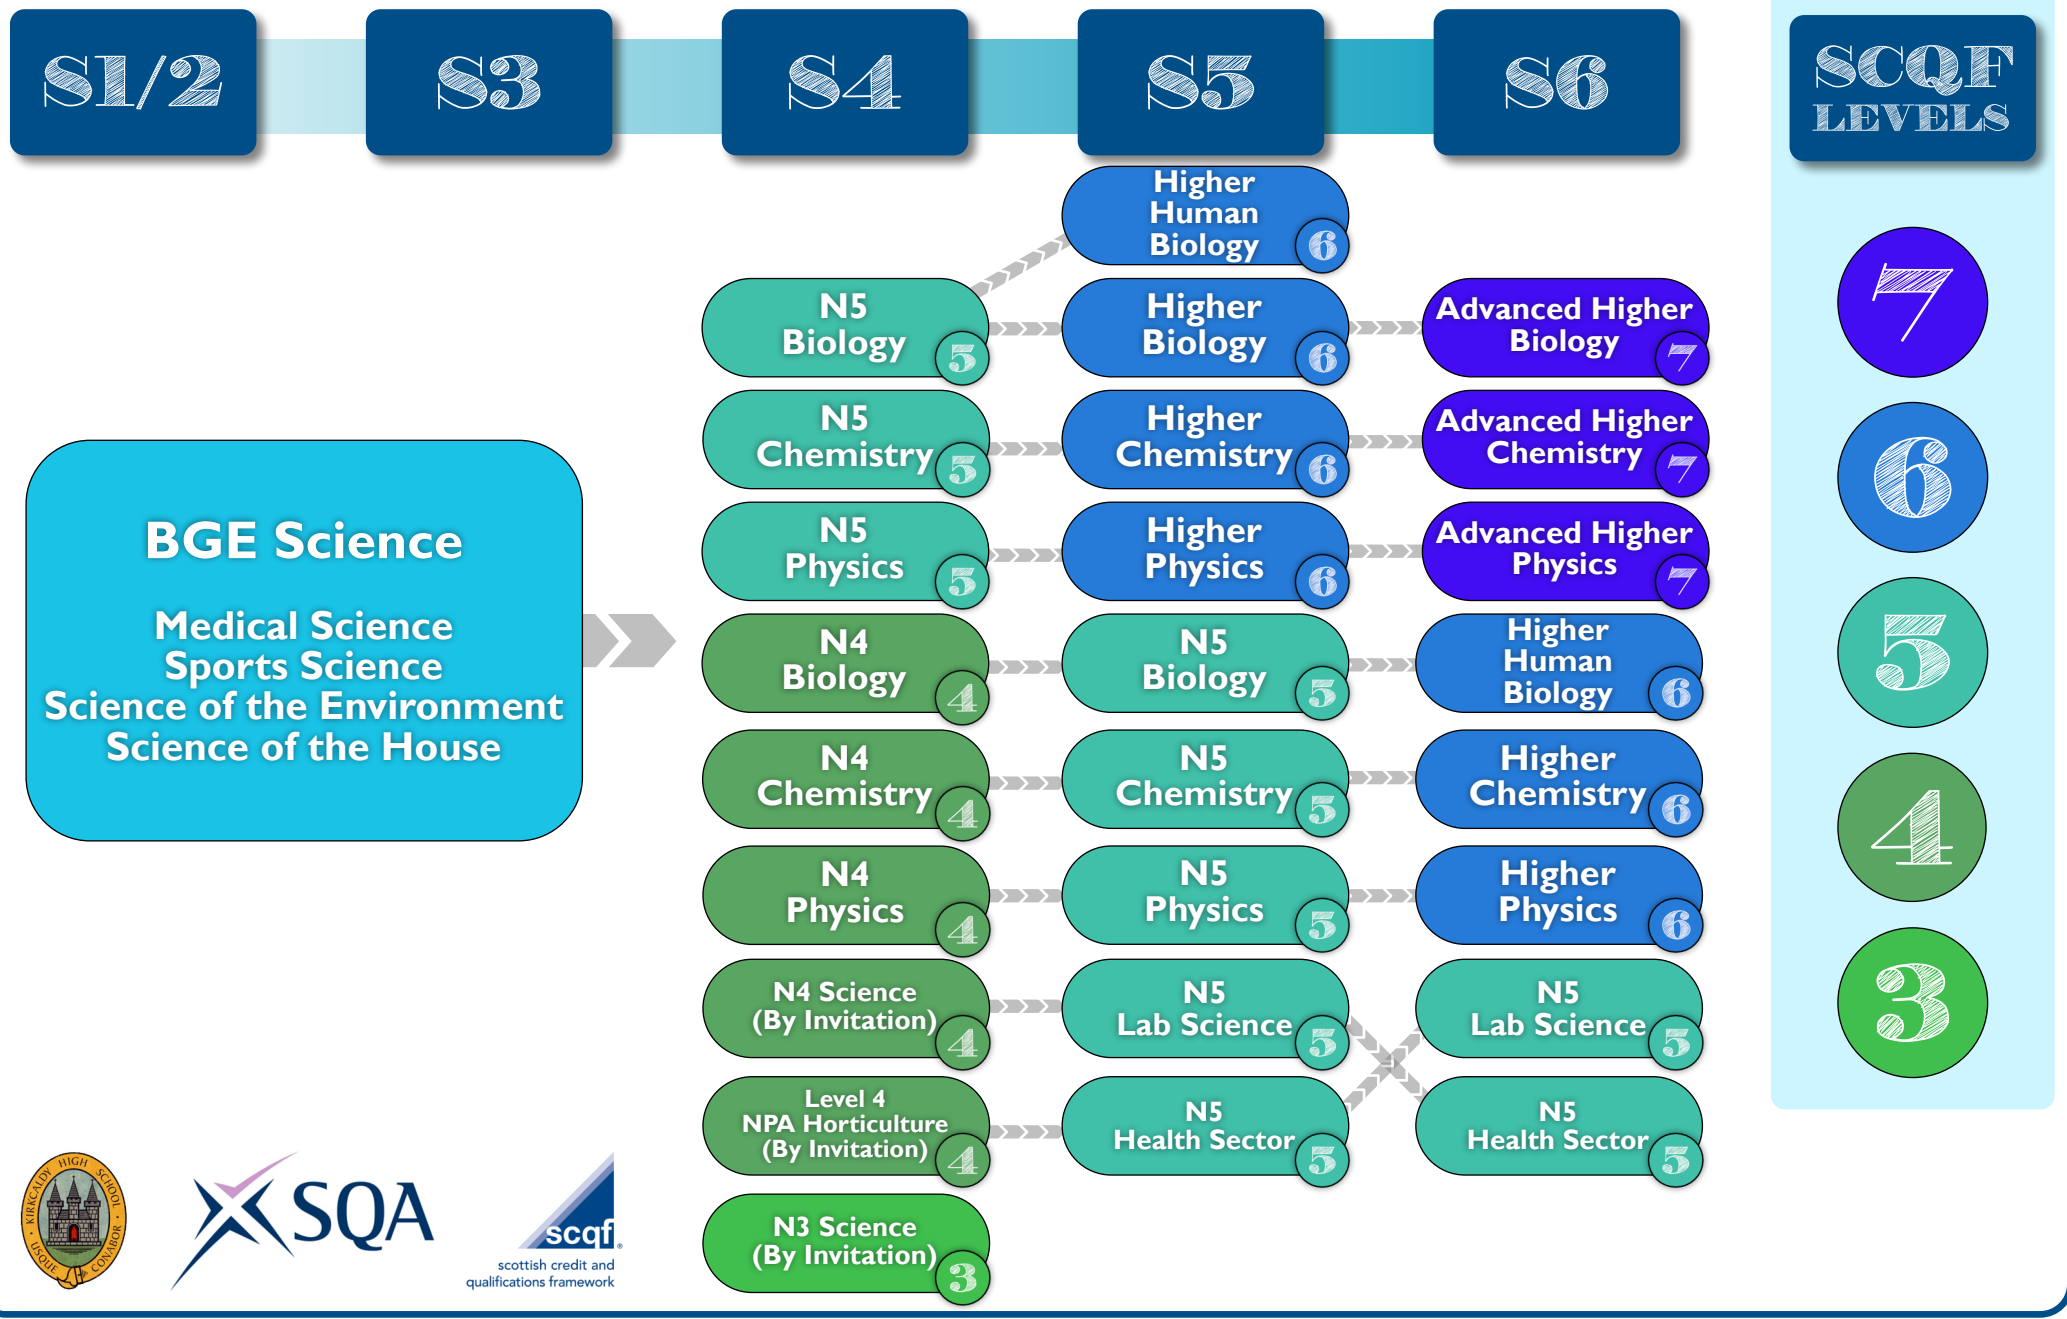 S1/2
S3
S4
S5
S6
SCQF
LEVELS
BGE Science
Medical Science
Sports Science
Science of the Environment
Science of the House
N5
Biology
5
N5
Chemistry
5
N5
Physics
5
N4
Biology
4
N4
Chemistry
4
N4
Physics
4
N4 Science
(By Invitation)
4
Level 4
NPA Horticulture
(By Invitation)
4
N3 Science
(By Invitation)
3
Higher
Human
Biology
6
Higher
Biology
6
Higher
Chemistry
6
Higher
Physics
6
N5
Biology
5
N5
Chemistry
5
N5
Physics
5
N5
Lab Science
5
N5
Health Sector
5
Advanced Higher
Biology
7
Advanced Higher
Chemistry
7
Advanced Higher
Physics
7
Higher
Human
Biology
6
Higher
Chemistry
6
Higher
Physics
6
N5
Lab Science
5
N5
Health Sector
5
7
6
5
4
3
KIRKCALDY HIGH SCHOOL
USQUE CONABOR
SQA
scqf
scottish credit and
qualifications framework